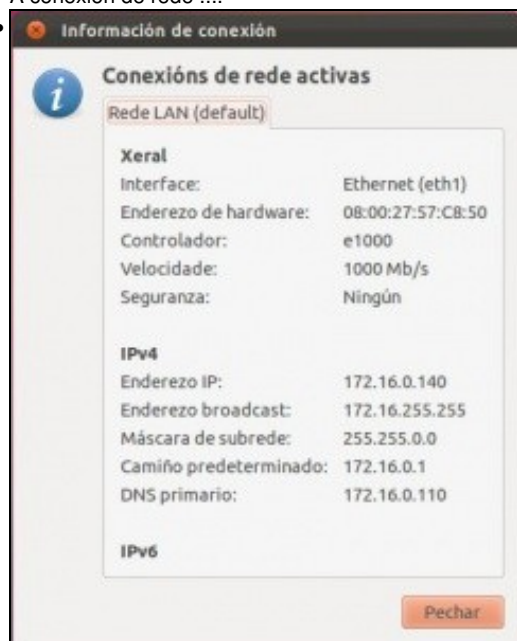 Información de conexión
Conexións de rede activas
Rede LAN (default)
Xeral
Interface: Ethernet (eth1)
Enderezo de hardware: 08:00:27:57:C8:50
Controlador: e1000
Velocidade: 1000 Mb/s
Seguranza: Ningún
IPv4
Enderezo IP: 172.16.0.140
Enderezo broadcast: 172.16.255.255
Máscara de subrede: 255.255.0.0
Camiño predeterminado: 172.16.0.1
DNS primario: 172.16.0.110
IPv6
Pechar